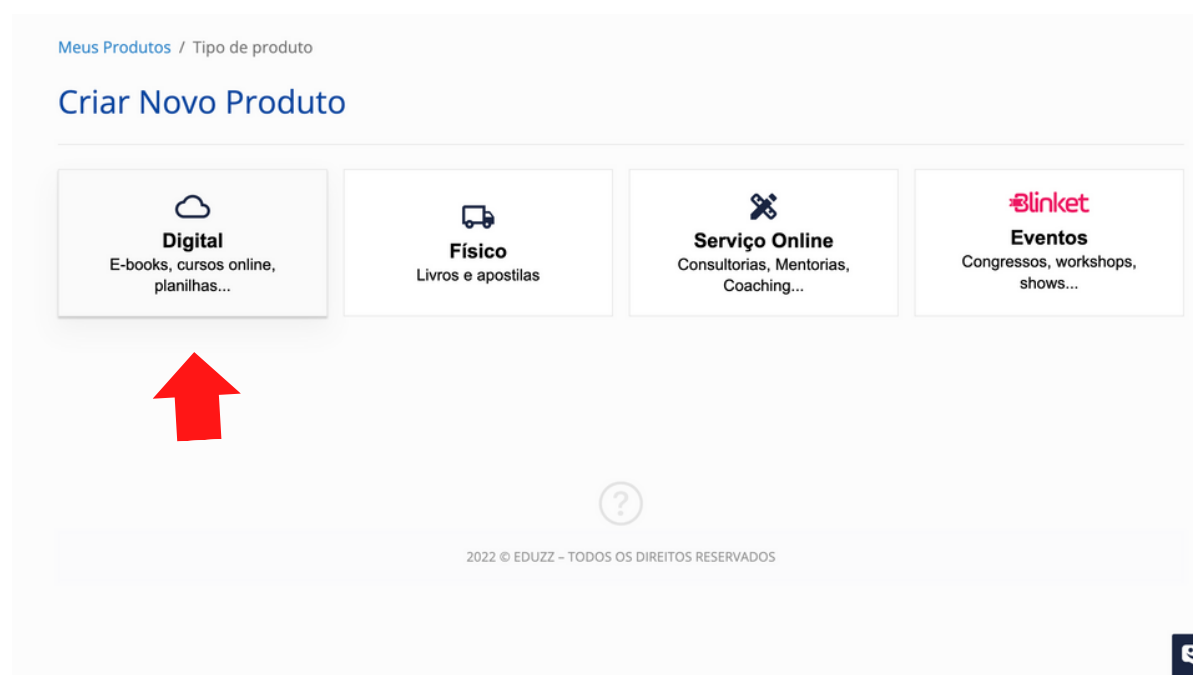 Meus Produtos / Tipo de produto
Criar Novo Produto
Digital
E-books, cursos online,
planilhas...
Físico
Livros e apostilas
Serviço Online
Consultorias, Mentorias,
Coaching...
Blinket
Eventos
Congressos, workshops,
shows...
?
2022 © EDUZZ – TODOS OS DIREITOS RESERVADOS